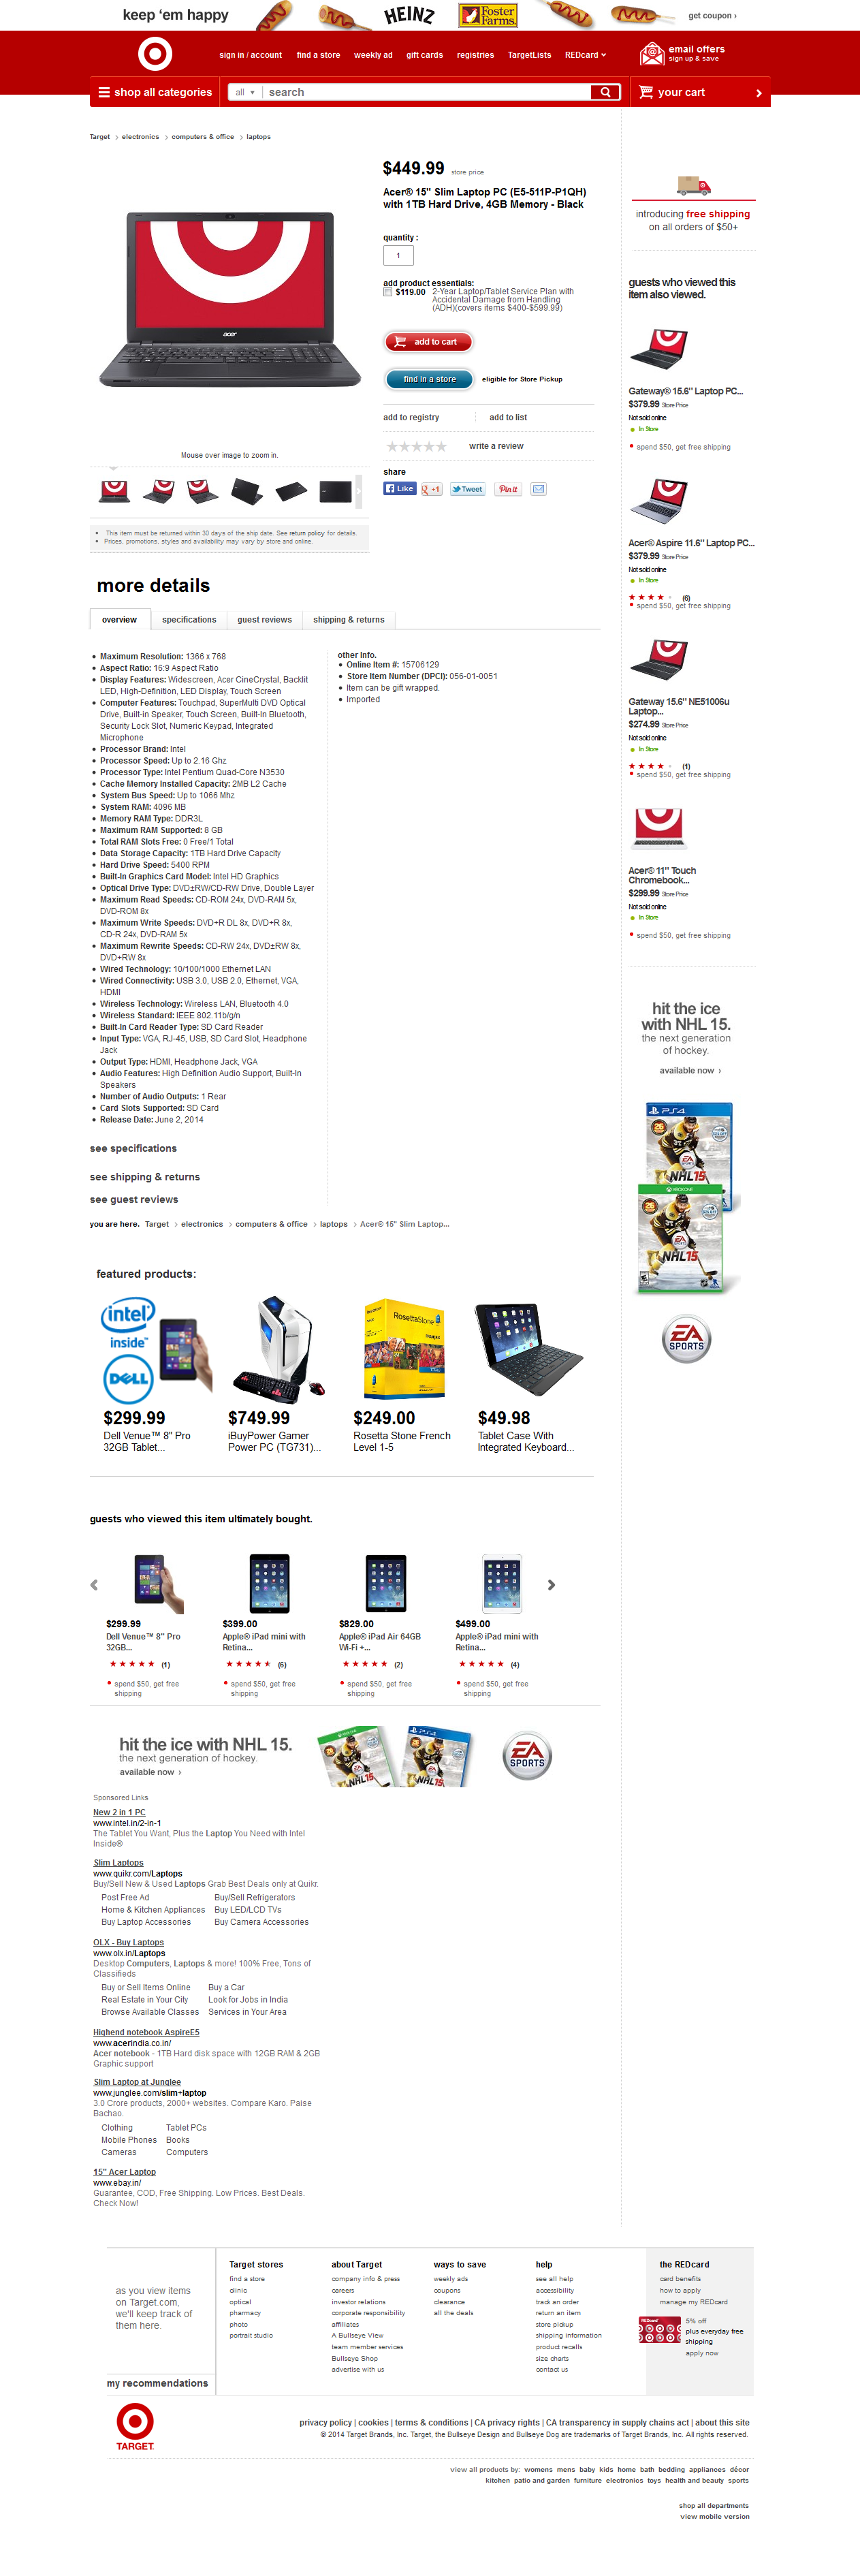 keep 'em happy
HEINZ
Foster Farms.
get coupon ›
sign in / account find a store weekly ad gift cards registries TargetLists REDcard
email offers
sign up & save
shop all categories
all
search
your cart
Target electronics computers & office laptops
$449.99 store price
Acer® 15" Slim Laptop PC (E5-511P-P1QH)
with 1TB Hard Drive, 4GB Memory - Black
quantity :
1
add product essentials:
$119.00 2-Year Laptop/Tablet Service Plan with
Accidental Damage from Handling
(ADH)(covers items $400-$599.99)
add to cart
find in a store
eligible for Store Pickup
add to registry
add to list
write a review
share
Like
+1
Tweet
Pin it
acer
Mouse over image to zoom in.
This item must be returned within 30 days of the ship date. See return policy for details.
Prices, promotions, styles and availability may vary by store and online.
introducing free shipping
on all orders of $50+
guests who viewed this
item also viewed.
Gateway® 15.6" Laptop PC...
$379.99 Store Price
Not sold online
In Store
spend $50, get free shipping
Acer® Aspire 11.6" Laptop PC...
$379.99 Store Price
Not sold online
In Store
(6)
spend $50, get free shipping
Gateway 15.6" NE51006u
Laptop...
$274.99 Store Price
Not sold online
In Store
(1)
spend $50, get free shipping
Acer® 11" Touch
Chromebook...
$299.99 Store Price
Not sold online
In Store
spend $50, get free shipping
hit the ice
with NHL 15.
the next generation
of hockey.
available now ›
PS4
NHL15
XBOX ONE
NHL15
EA
SPORTS
more details
overview
specifications
guest reviews
shipping & returns
Maximum Resolution: 1366 x 768
Aspect Ratio: 16:9 Aspect Ratio
Display Features: Widescreen, Acer CineCrystal, Backlit
LED, High-Definition, LED Display, Touch Screen
Computer Features: Touchpad, SuperMulti DVD Optical
Drive, Built-in Speaker, Touch Screen, Built-In Bluetooth,
Security Lock Slot, Numeric Keypad, Integrated
Microphone
Processor Brand: Intel
Processor Speed: Up to 2.16 Ghz
Processor Type: Intel Pentium Quad-Core N3530
Cache Memory Installed Capacity: 2MB L2 Cache
System Bus Speed: Up to 1066 Mhz
System RAM: 4096 MB
Memory RAM Type: DDR3L
Maximum RAM Supported: 8 GB
Total RAM Slots Free: 0 Free/1 Total
Data Storage Capacity: 1TB Hard Drive Capacity
Hard Drive Speed: 5400 RPM
Built-In Graphics Card Model: Intel HD Graphics
Optical Drive Type: DVD±RW/CD-RW Drive, Double Layer
Maximum Read Speeds: CD-ROM 24x, DVD-RAM 5x,
DVD-ROM 8x
Maximum Write Speeds: DVD+R DL 8x, DVD+R 8x,
CD-R 24x, DVD-RAM 5x
Maximum Rewrite Speeds: CD-RW 24x, DVD±RW 8x,
DVD+RW 8x
Wired Technology: 10/100/1000 Ethernet LAN
Wired Connectivity: USB 3.0, USB 2.0, Ethernet, VGA,
HDMI
Wireless Technology: Wireless LAN, Bluetooth 4.0
Wireless Standard: IEEE 802.11b/g/n
Built-In Card Reader Type: SD Card Reader
Input Type: VGA, RJ-45, USB, SD Card Slot, Headphone
Jack
Output Type: HDMI, Headphone Jack, VGA
Audio Features: High Definition Audio Support, Built-In
Speakers
Number of Audio Outputs: 1 Rear
Card Slots Supported: SD Card
Release Date: June 2, 2014
other Info.
Online Item #: 15706129
Store Item Number (DPCI): 056-01-0051
Item can be gift wrapped.
Imported
see specifications
see shipping & returns
see guest reviews
you are here. Target electronics computers & office laptops Acer® 15" Slim Laptop...
featured products:
intel
inside™
DELL
RosettaStone
$299.99
Dell Venue™ 8" Pro
32GB Tablet...
$749.99
iBuyPower Gamer
Power PC (TG731)...
$249.00
Rosetta Stone French
Level 1-5
$49.98
Tablet Case With
Integrated Keyboard...
guests who viewed this item ultimately bought.
$299.99
Dell Venue™ 8" Pro
32GB...
(1)
spend $50, get free
shipping
$399.00
Apple® iPad mini with
Retina...
(6)
spend $50, get free
shipping
$829.00
Apple® iPad Air 64GB
Wi-Fi +...
(2)
spend $50, get free
shipping
$499.00
Apple® iPad mini with
Retina...
(4)
spend $50, get free
shipping
hit the ice with NHL 15.
the next generation of hockey.
available now ›
NHL15
PS4
NHL15
EA
SPORTS
Sponsored Links
New 2 in 1 PC
www.intel.in/2-in-1
The Tablet You Want, Plus the Laptop You Need with Intel
Inside®
Slim Laptops
www.quikr.com/Laptops
Buy/Sell New & Used Laptops Grab Best Deals only at Quikr.
Post Free Ad Buy/Sell Refrigerators
Home & Kitchen Appliances Buy LED/LCD TVs
Buy Laptop Accessories Buy Camera Accessories
OLX - Buy Laptops
www.olx.in/Laptops
Desktop Computers, Laptops & more! 100% Free, Tons of
Classifieds
Buy or Sell Items Online Buy a Car
Real Estate in Your City Look for Jobs in India
Browse Available Classes Services in Your Area
Highend notebook AspireE5
www.acerindia.co.in/
Acer notebook - 1TB Hard disk space with 12GB RAM & 2GB
Graphic support
Slim Laptop at Junglee
www.junglee.com/slim+laptop
3.0 Crore products, 2000+ websites. Compare Karo. Paise
Bachao.
Clothing Tablet PCs
Mobile Phones Books
Cameras Computers
15" Acer Laptop
www.ebay.in/
Guarantee, COD, Free Shipping. Low Prices. Best Deals.
Check Now!
as you view items
on Target.com,
we'll keep track of
them here.
my recommendations
Target stores
find a store
clinic
optical
pharmacy
photo
portrait studio
about Target
company info & press
careers
investor relations
corporate responsibility
affiliates
A Bullseye View
team member services
Bullseye Shop
advertise with us
ways to save
weekly ads
coupons
clearance
all the deals
help
see all help
accessibility
track an order
return an item
store pickup
shipping information
product recalls
size charts
contact us
the REDcard
card benefits
how to apply
manage my REDcard
5% off
plus everyday free
shipping
apply now
TARGET
privacy policy | cookies | terms & conditions | CA privacy rights | CA transparency in supply chains act | about this site
© 2014 Target Brands, Inc. Target, the Bullseye Design and Bullseye Dog are trademarks of Target Brands, Inc. All rights reserved.
view all products by: womens mens baby kids home bath bedding appliances décor
kitchen patio and garden furniture electronics toys health and beauty sports
shop all departments
view mobile version